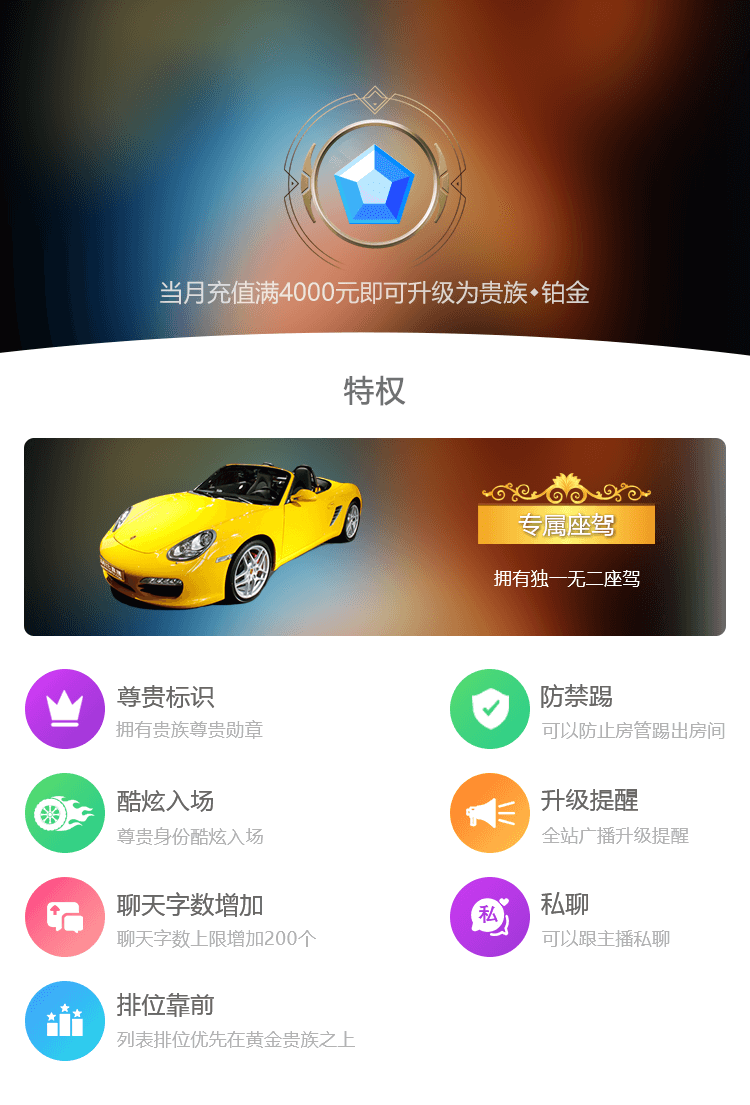 当月充值满4000元即可升级为贵族◆铂金
特权
专属座驾
拥有独一无二座驾
尊贵标识
拥有贵族尊贵勋章
防禁踢
可以防止房管踢出房间
酷炫入场
尊贵身份酷炫入场
升级提醒
全站广播升级提醒
聊天字数增加
聊天字数上限增加200个
私
私聊
可以跟主播私聊
排位靠前
列表排位优先在黄金贵族之上